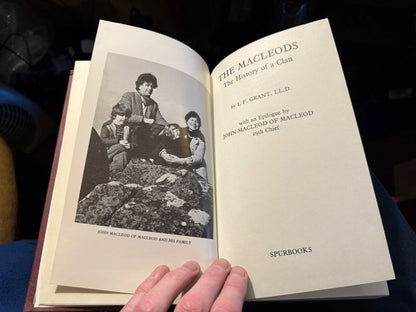 JOHN MACLEOD OF MACLEOD AND HIS FAMILY
THE MACLEODS
The History of a Clan
by I. F. GRANT, LL.D.
with an Epilogue by
JOHN MACLEOD OF MACLEOD
29th Chief
SPURBOOKS